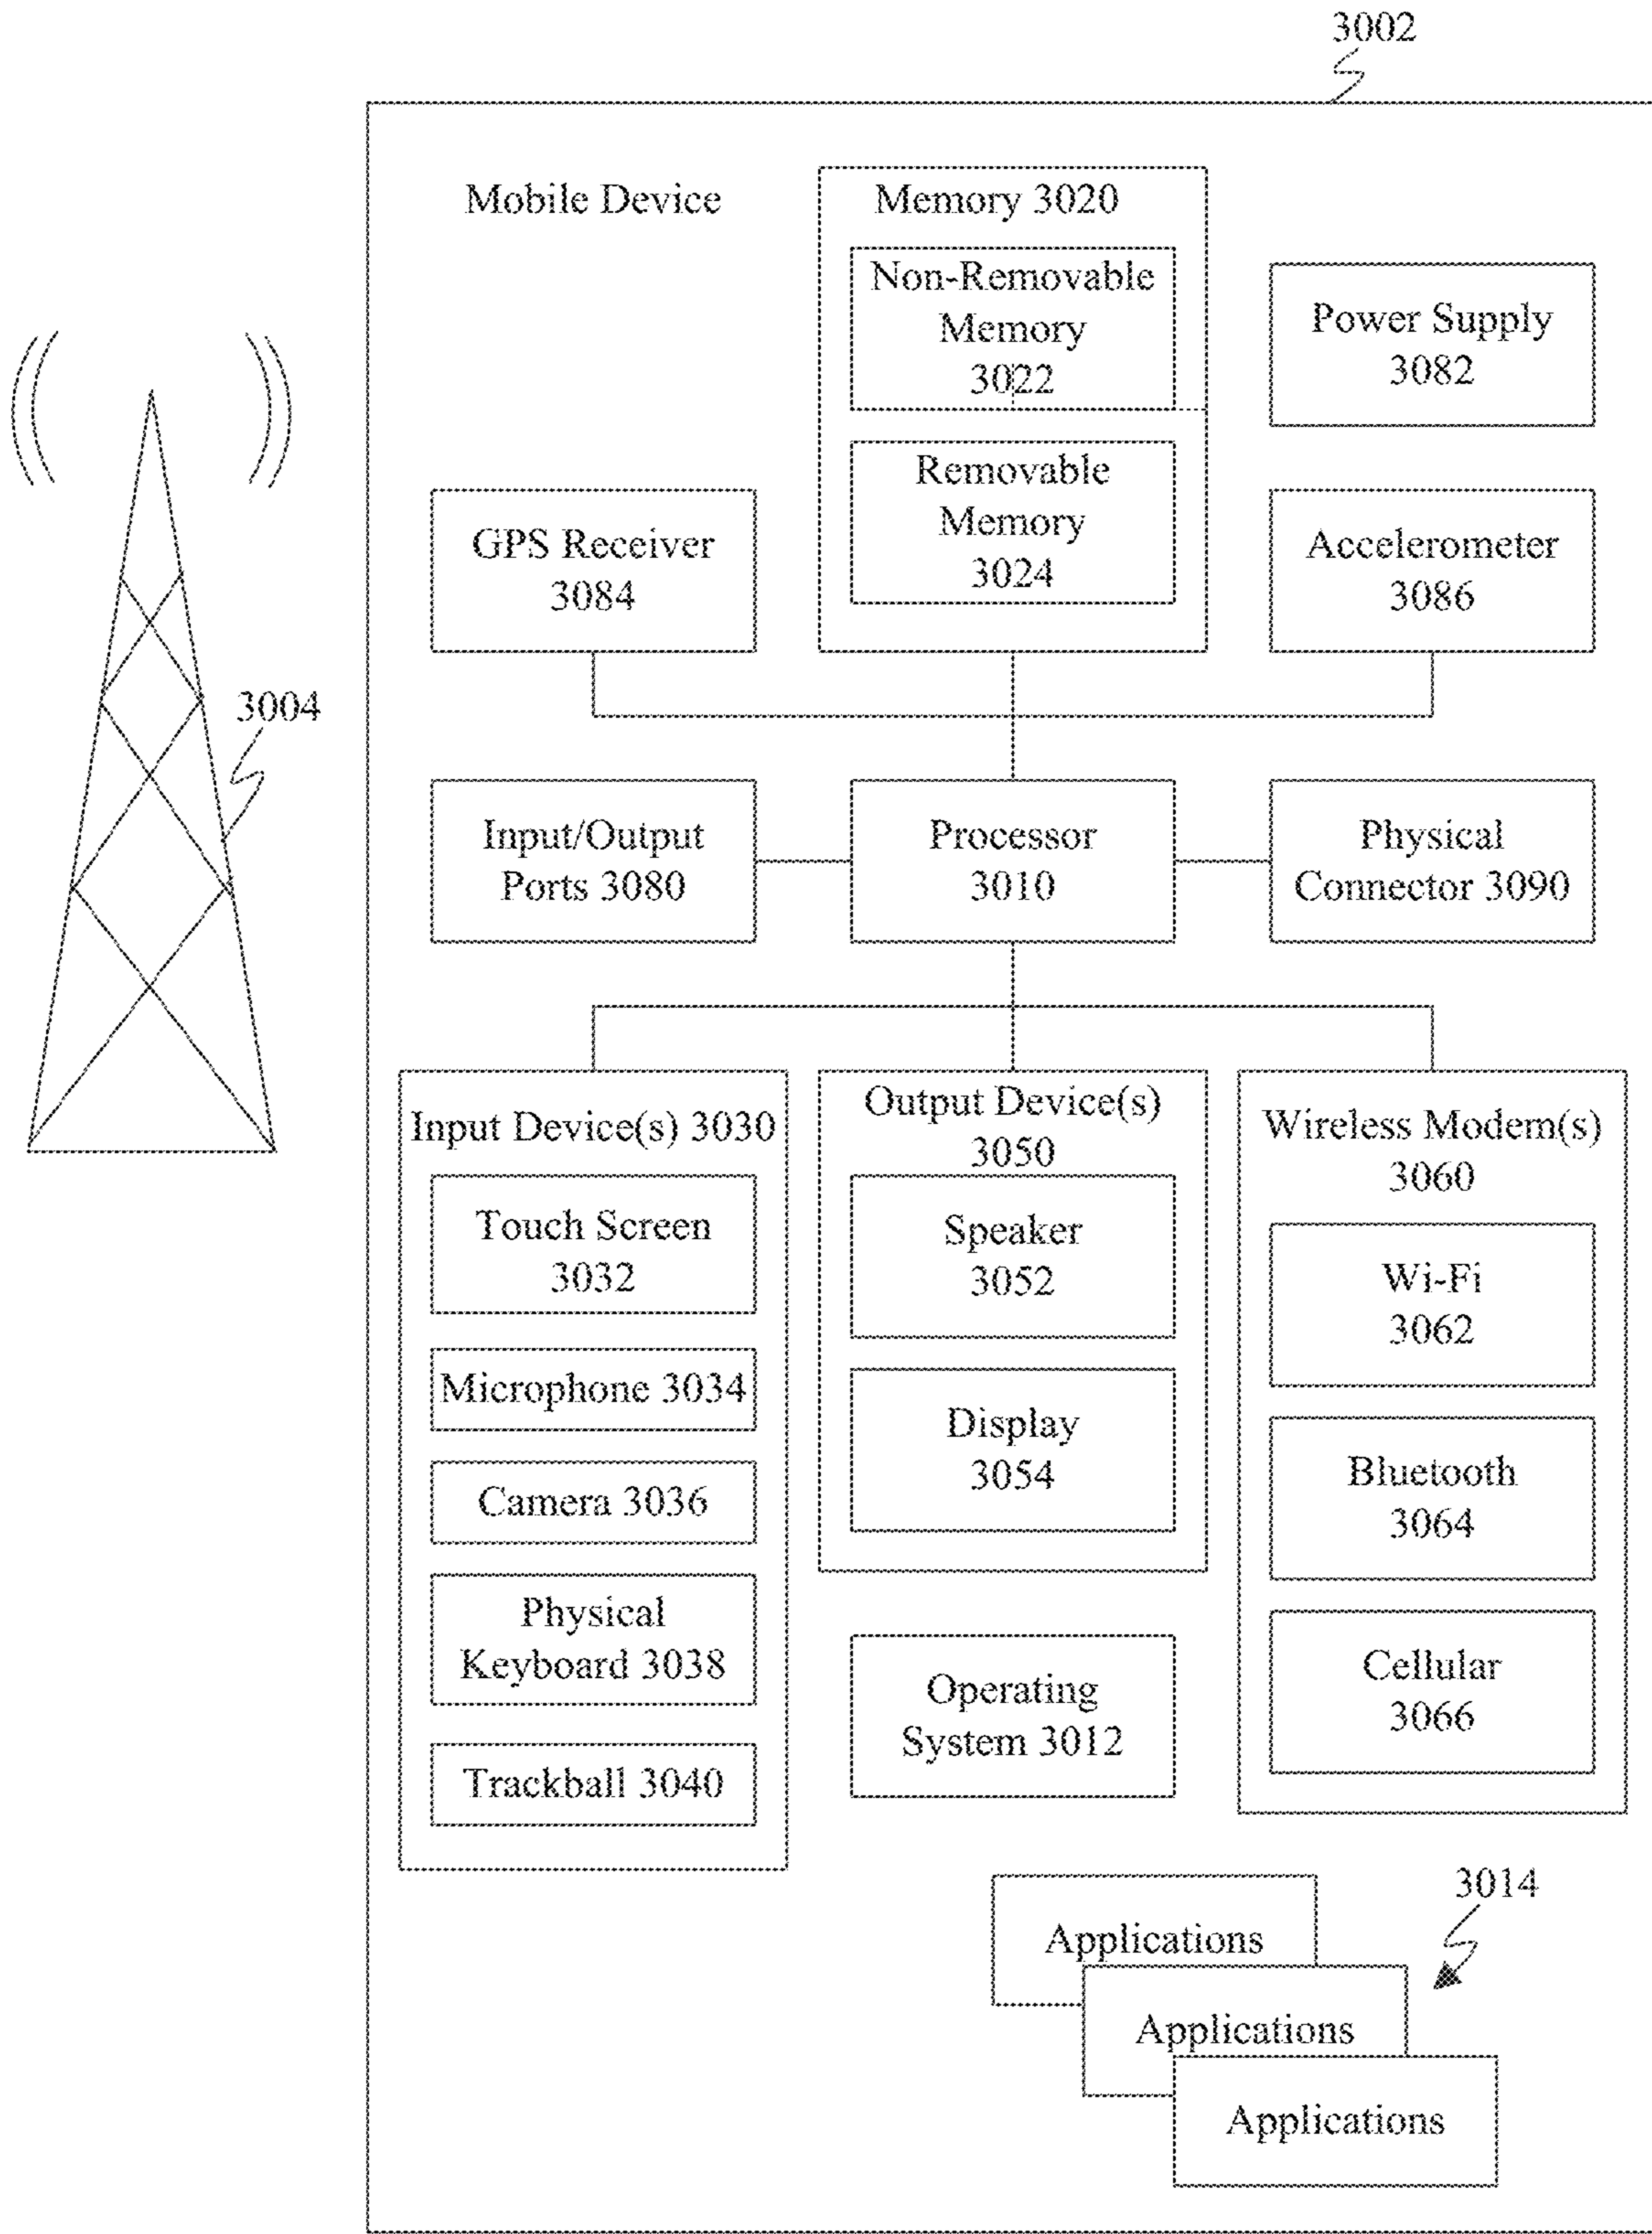 3002
Mobile Device
Memory 3020
Non-Removable
Memory
3022
Removable
Memory
3024
Power Supply
3082
GPS Receiver
3084
Accelerometer
3086
3004
Input/Output
Ports 3080
Processor
3010
Physical
Connector 3090
Input Device(s) 3030
Touch Screen
3032
Microphone 3034
Camera 3036
Physical
Keyboard 3038
Trackball 3040
Output Device(s)
3050
Speaker
3052
Display
3054
Operating
System 3012
Wireless Modem(s)
3060
Wi-Fi
3062
Bluetooth
3064
Cellular
3066
3014
Applications
Applications
Applications